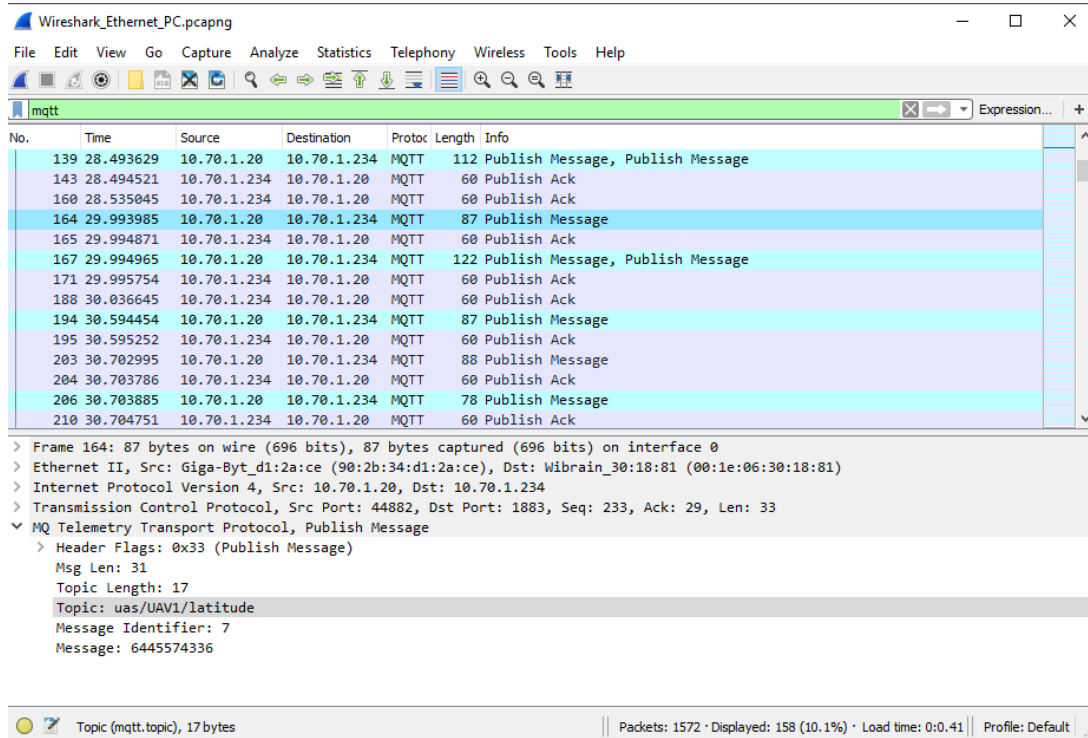 Wireshark_Ethernet_PC.pcapng
File Edit View Go Capture Analyze Statistics Telephony Wireless Tools Help
mqtt Expression... +
No. Time Source Destination Protoc Length Info
139 28.493629 10.70.1.20 10.70.1.234 MQTT 112 Publish Message, Publish Message
143 28.494521 10.70.1.234 10.70.1.20 MQTT 60 Publish Ack
160 28.535045 10.70.1.234 10.70.1.20 MQTT 60 Publish Ack
164 29.993985 10.70.1.20 10.70.1.234 MQTT 87 Publish Message
165 29.994871 10.70.1.234 10.70.1.20 MQTT 60 Publish Ack
167 29.994965 10.70.1.20 10.70.1.234 MQTT 122 Publish Message, Publish Message
171 29.995754 10.70.1.234 10.70.1.20 MQTT 60 Publish Ack
188 30.036645 10.70.1.234 10.70.1.20 MQTT 60 Publish Ack
194 30.594454 10.70.1.20 10.70.1.234 MQTT 87 Publish Message
195 30.595252 10.70.1.234 10.70.1.20 MQTT 60 Publish Ack
203 30.702995 10.70.1.20 10.70.1.234 MQTT 88 Publish Message
204 30.703786 10.70.1.234 10.70.1.20 MQTT 60 Publish Ack
206 30.703885 10.70.1.20 10.70.1.234 MQTT 78 Publish Message
210 30.704751 10.70.1.234 10.70.1.20 MQTT 60 Publish Ack
> Frame 164: 87 bytes on wire (696 bits), 87 bytes captured (696 bits) on interface 0
> Ethernet II, Src: Giga-Byt_d1:2a:ce (90:2b:34:d1:2a:ce), Dst: Wibrain_30:18:81 (00:1e:06:30:18:81)
> Internet Protocol Version 4, Src: 10.70.1.20, Dst: 10.70.1.234
> Transmission Control Protocol, Src Port: 44882, Dst Port: 1883, Seq: 233, Ack: 29, Len: 33
MQ Telemetry Transport Protocol, Publish Message
> Header Flags: 0x33 (Publish Message)
Msg Len: 31
Topic Length: 17
Topic: uas/UAV1/latitude
Message Identifier: 7
Message: 6445574336
Topic (mqtt.topic), 17 bytes Packets: 1572 · Displayed: 158 (10.1%) · Load time: 0:0.41 Profile: Default